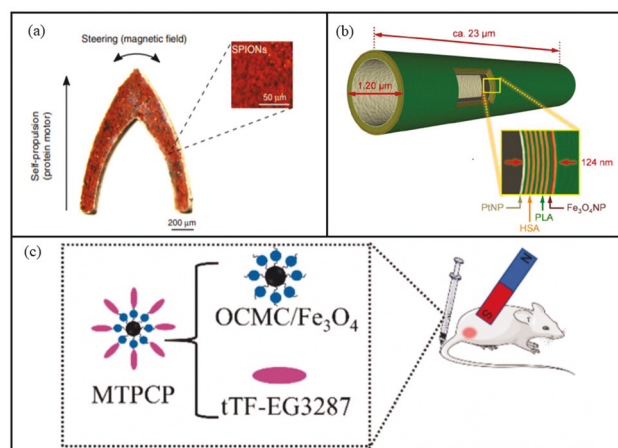 (a)
Steering (magnetic field)
SPIONs
50 μm
Self-propulsion
(protein motor)
200 μm
(b)
ca. 23 μm
1.20 μm
124 nm
PtNP
HSA
PLA
Fe₃O₄NP
(c)
MTPCP
OCMC/Fe₃O₄
tTF-EG3287
N
S